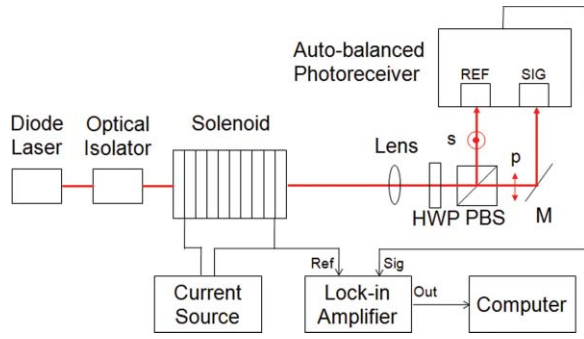 Auto-balanced
Photoreceiver
REF
SIG
Diode
Laser
Optical
Isolator
Solenoid
Lens
s
p
HWP
PBS
M
Ref
Sig
Current
Source
Lock-in
Amplifier
Out
Computer